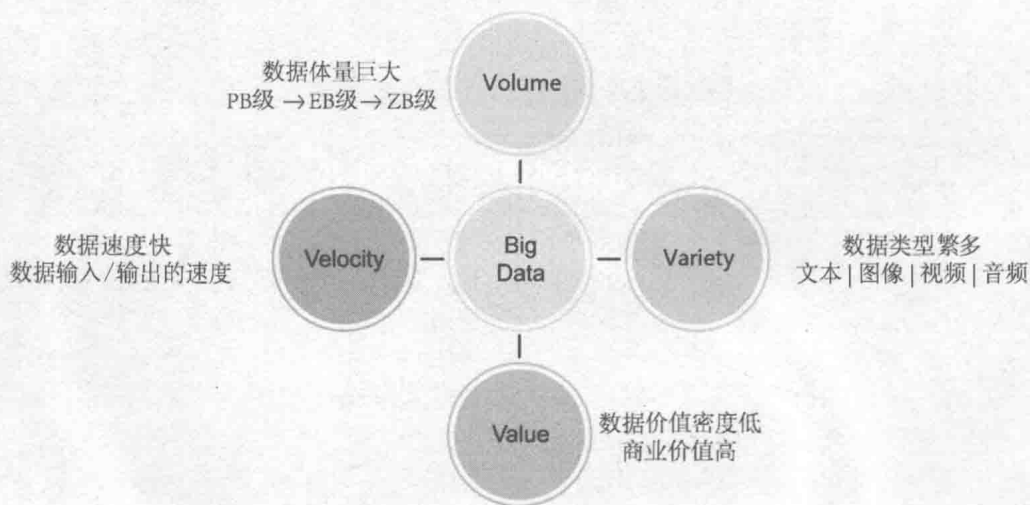 数据体量巨大
PB级→EB级→ZB级
Volume
数据速度快
数据输入/输出的速度
Velocity
Big
Data
Variety
数据类型繁多
文本|图像|视频|音频
Value
数据价值密度低
商业价值高